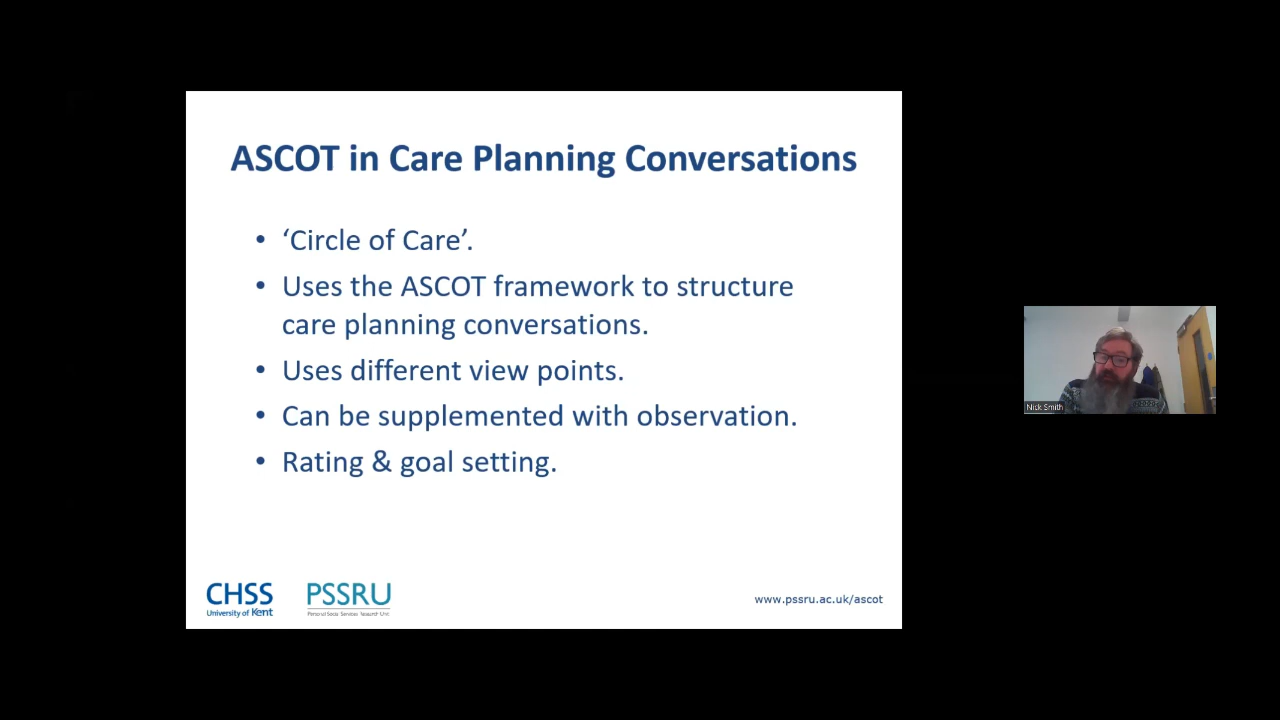 ASCOT in Care Planning Conversations
• ‘Circle of Care’.
• Uses the ASCOT framework to structure
care planning conversations.
• Uses different view points.
• Can be supplemented with observation.
• Rating & goal setting.
Nick Smith
CHSS
University of Kent
PSSRU
Personal Social Services Research Unit
www.pssru.ac.uk/ascot